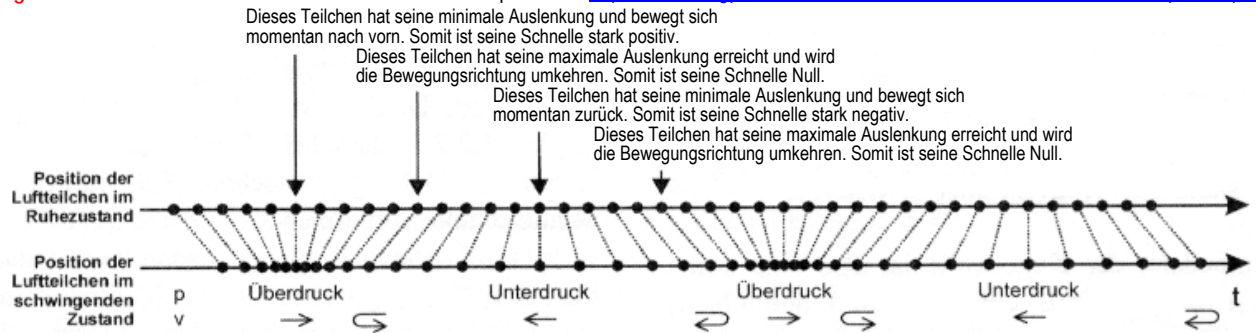 Dieses Teilchen hat seine minimale Auslenkung und bewegt sich
momentan nach vorn. Somit ist seine Schnelle stark positiv.
Dieses Teilchen hat seine maximale Auslenkung erreicht und wird
die Bewegungsrichtung umkehren. Somit ist seine Schnelle Null.
Dieses Teilchen hat seine minimale Auslenkung und bewegt sich
momentan zurück. Somit ist seine Schnelle stark negativ.
Dieses Teilchen hat seine maximale Auslenkung erreicht und wird
die Bewegungsrichtung umkehren. Somit ist seine Schnelle Null.
Position der
Luftteilchen im
Ruhezustand
Position der
Luftteilchen im
schwingenden
Zustand
p Überdruck Unterdruck Überdruck Unterdruck t
v